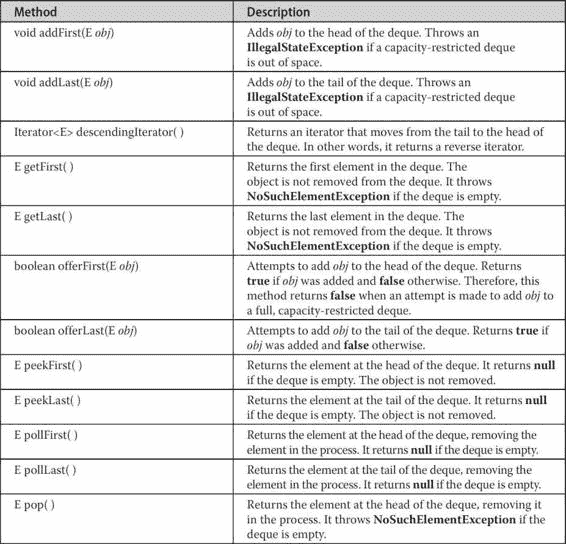 Method Description
void addFirst(E obj) Adds obj to the head of the deque. Throws an
IllegalStateException if a capacity-restricted deque
is out of space.
void addLast(E obj) Adds obj to the tail of the deque. Throws an
IllegalStateException if a capacity-restricted deque
is out of space.
Iterator<E> descendingIterator( ) Returns an iterator that moves from the tail to the head of
the deque. In other words, it returns a reverse iterator.
E getFirst( ) Returns the first element in the deque. The
object is not removed from the deque. It throws
NoSuchElementException if the deque is empty.
E getLast( ) Returns the last element in the deque. The
object is not removed from the deque. It throws
NoSuchElementException if the deque is empty.
boolean offerFirst(E obj) Attempts to add obj to the head of the deque. Returns
true if obj was added and false otherwise. Therefore, this
method returns false when an attempt is made to add obj to
a full, capacity-restricted deque.
boolean offerLast(E obj) Attempts to add obj to the tail of the deque. Returns true if
obj was added and false otherwise.
E peekFirst( ) Returns the element at the head of the deque. It returns null
if the deque is empty. The object is not removed.
E peekLast( ) Returns the element at the tail of the deque. It returns null
if the deque is empty. The object is not removed.
E pollFirst( ) Returns the element at the head of the deque, removing the
element in the process. It returns null if the deque is empty.
E pollLast( ) Returns the element at the tail of the deque, removing the
element in the process. It returns null if the deque is empty.
E pop( ) Returns the element at the head of the deque, removing it
in the process. It throws NoSuchElementException if the
deque is empty.